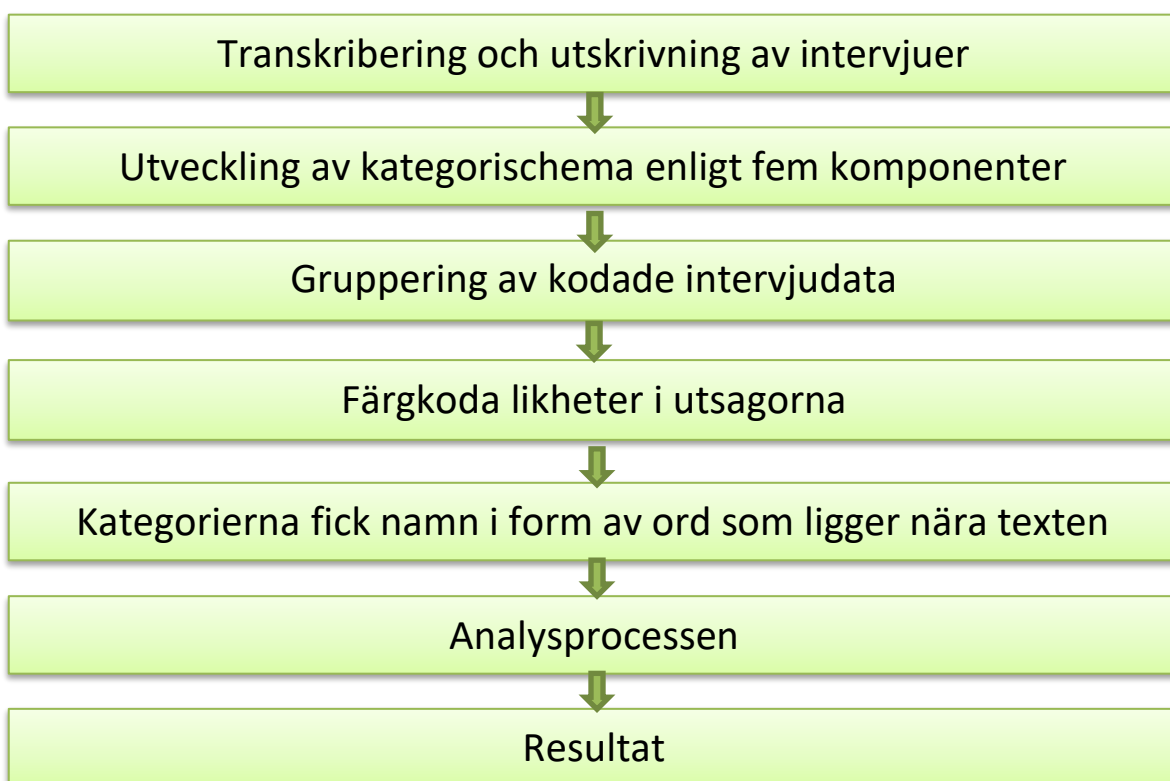 Transkribering och utskrivning av intervjuer
Utveckling av kategorischema enligt fem komponenter
Gruppering av kodade intervjudata
Färgkoda likheter i utsagorna
Kategorierna fick namn i form av ord som ligger nära texten
Analysprocessen
Resultat